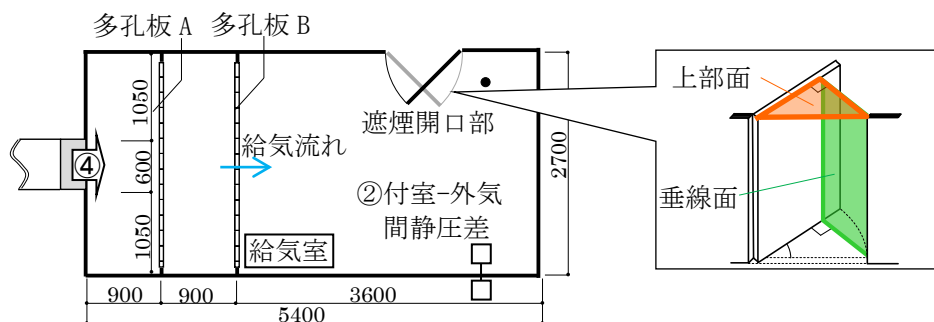 多孔板 A
多孔板 B
1050
600
1050
④
給気流れ
遮煙開口部
2700
②付室−外気
間静圧差
給気室
900
900
3600
5400
上部面
垂線面